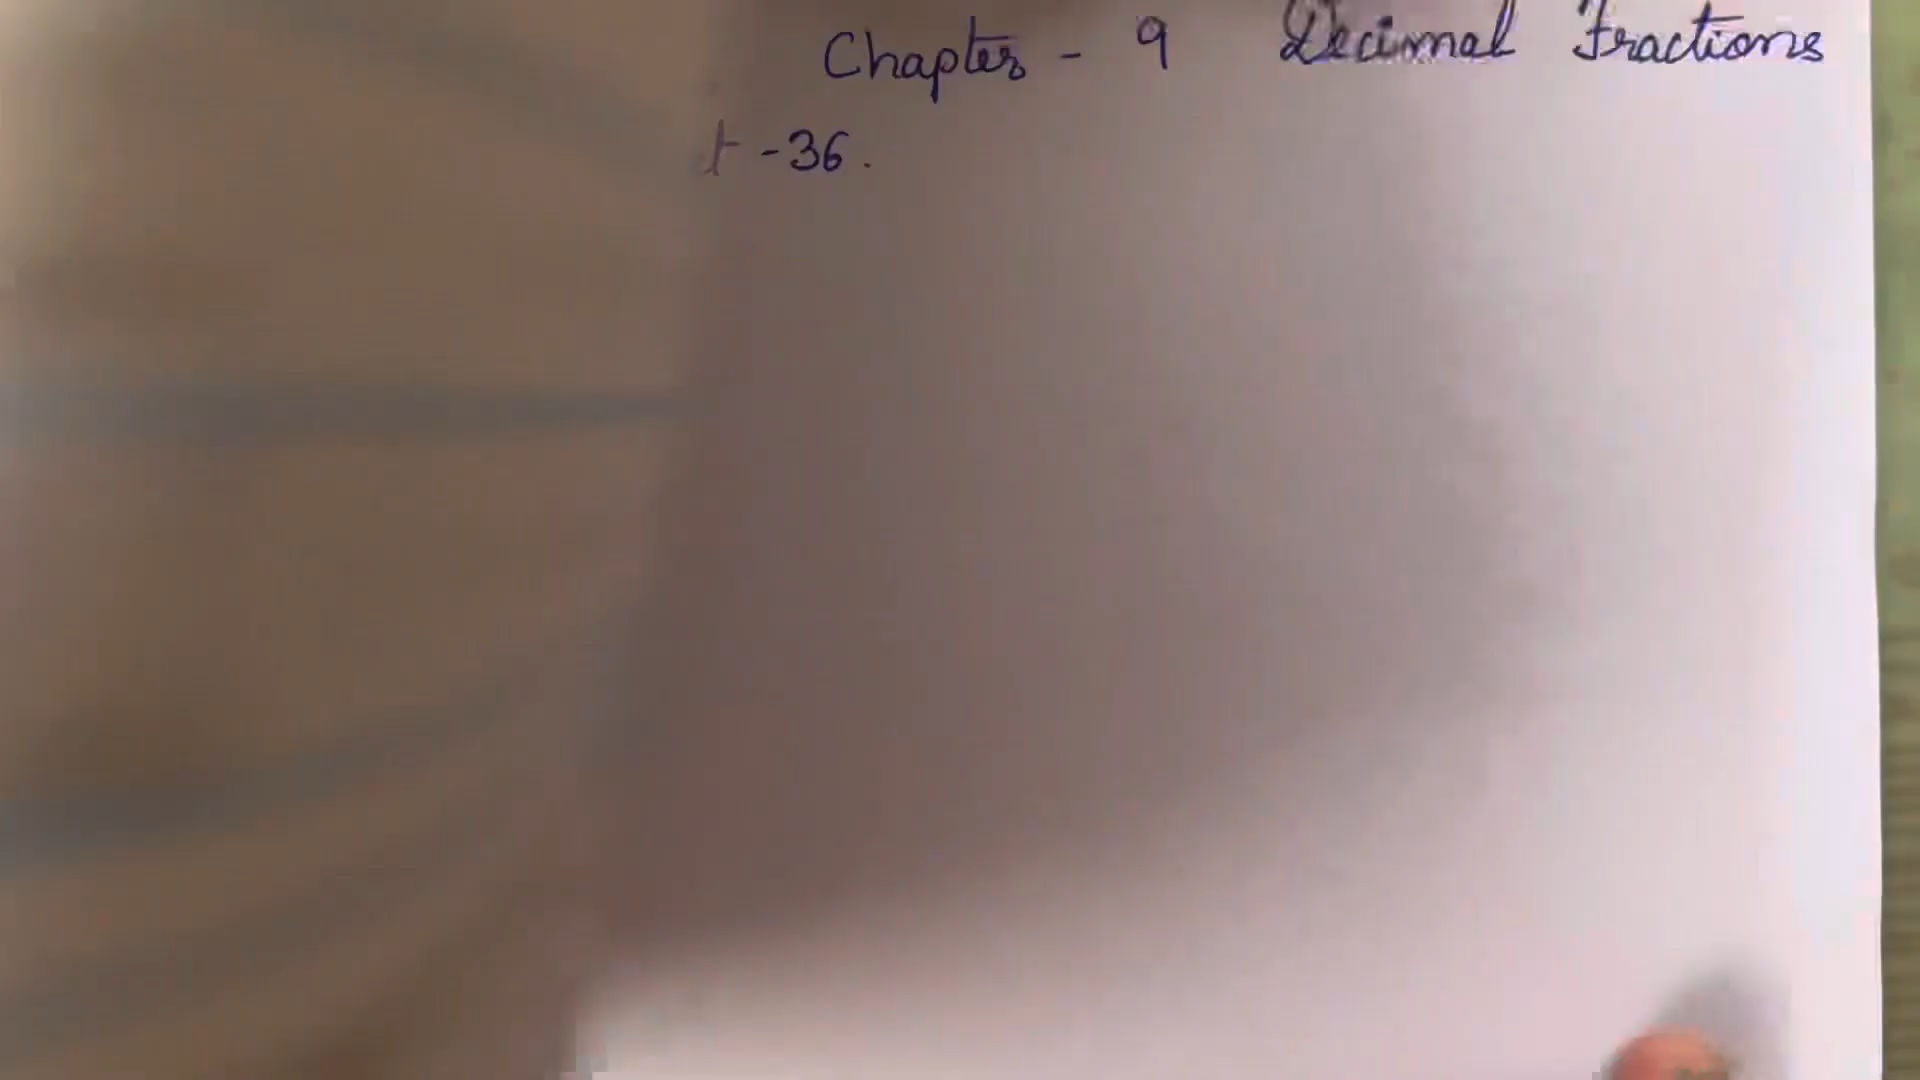 Chapter - 9 Decimal Fractions
t - 36.